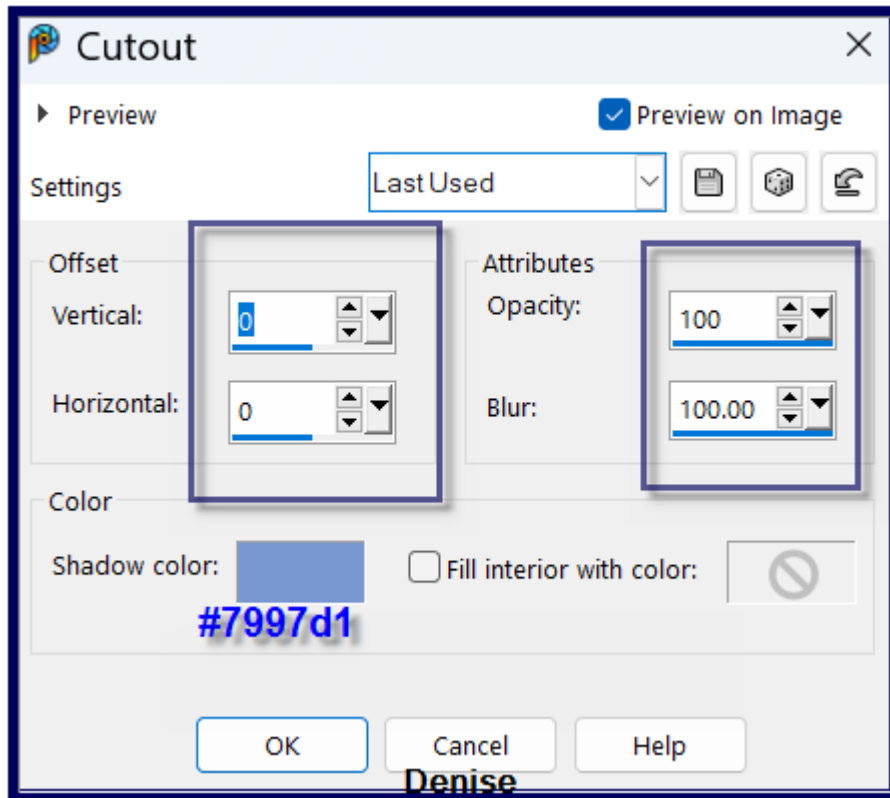 Cutout
Preview
Preview on Image
Settings
Last Used
Offset
Attributes
Vertical:
0
Opacity:
100
Horizontal:
0
Blur:
100.00
Color
Shadow color:
Fill interior with color:
#7997d1
OK
Cancel
Help
Denise